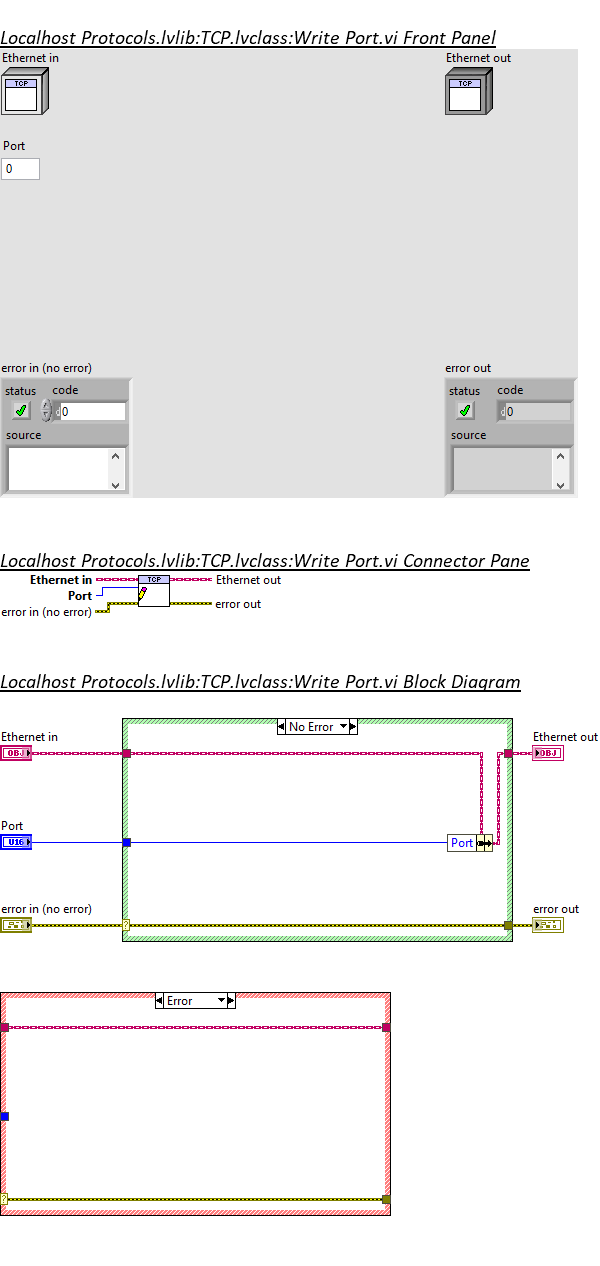 Localhost Protocols.lvlib:TCP.lvclass:Write Port.vi Front Panel
Ethernet in
Ethernet out
TCP
TCP
Port
0
error in (no error)
error out
status
code
status
code
d
0
d
0
source
source
Localhost Protocols.lvlib:TCP.lvclass:Write Port.vi Connector Pane
Ethernet in
TCP
Ethernet out
Port
error in (no error)
error out
Localhost Protocols.lvlib:TCP.lvclass:Write Port.vi Block Diagram
No Error
Ethernet in
Ethernet out
OBJ
OBJ
Port
U16
Port
error in (no error)
error out
?
Error
?